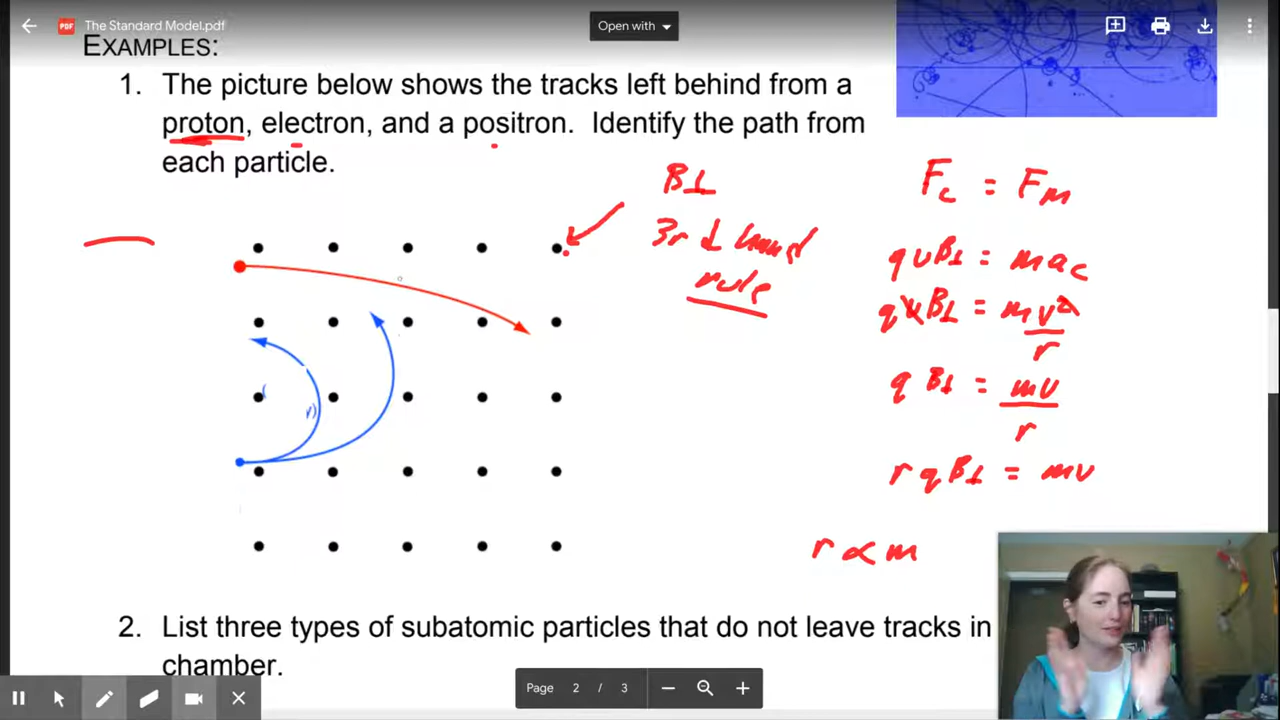 The Standard Model.pdf
Open with
EXAMPLES:
1. The picture below shows the tracks left behind from a
proton, electron, and a positron. Identify the path from
each particle.
B⊥
3rd hand
rule
Fc = Fm
qvB⊥ = mac
qvB⊥ = mv²
r
qB⊥ = mv
r
rqB⊥ = mv
r ∝ m
2. List three types of subatomic particles that do not leave tracks in
chamber.
Page 2 / 3